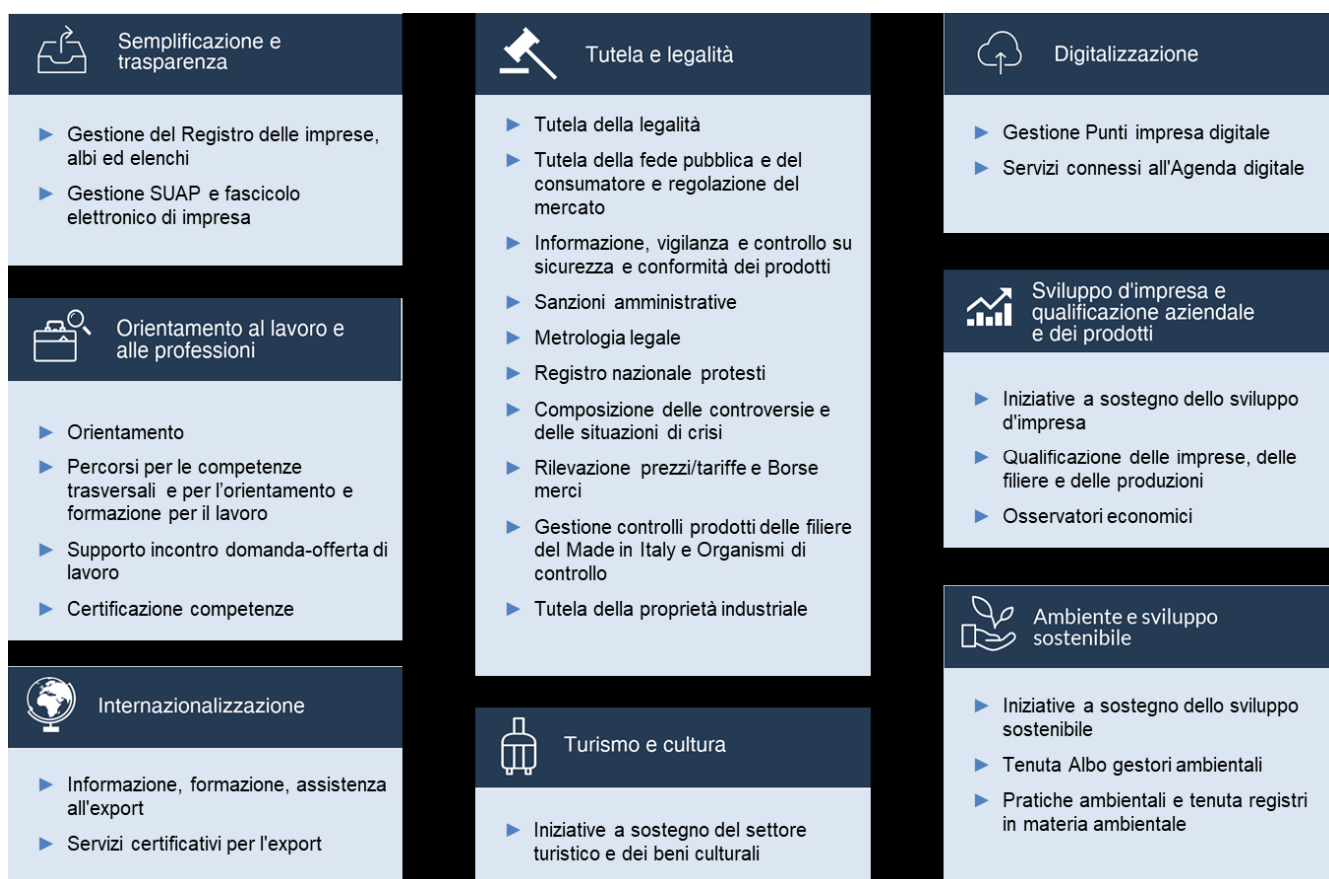 Semplificazione e
trasparenza
Gestione del Registro delle imprese,
albi ed elenchi
Gestione SUAP e fascicolo
elettronico di impresa
Orientamento al lavoro e
alle professioni
Orientamento
Percorsi per le competenze
trasversali e per l’orientamento e
formazione per il lavoro
Supporto incontro domanda-offerta di
lavoro
Certificazione competenze
Internazionalizzazione
Informazione, formazione, assistenza
all'export
Servizi certificativi per l'export
Tutela e legalità
Tutela della legalità
Tutela della fede pubblica e del
consumatore e regolazione del
mercato
Informazione, vigilanza e controllo su
sicurezza e conformità dei prodotti
Sanzioni amministrative
Metrologia legale
Registro nazionale protesti
Composizione delle controversie e
delle situazioni di crisi
Rilevazione prezzi/tariffe e Borse
merci
Gestione controlli prodotti delle filiere
del Made in Italy e Organismi di
controllo
Tutela della proprietà industriale
Turismo e cultura
Iniziative a sostegno del settore
turistico e dei beni culturali
Digitalizzazione
Gestione Punti impresa digitale
Servizi connessi all'Agenda digitale
Sviluppo d'impresa e
qualificazione aziendale
e dei prodotti
Iniziative a sostegno dello sviluppo
d'impresa
Qualificazione delle imprese, delle
filiere e delle produzioni
Osservatori economici
Ambiente e sviluppo
sostenibile
Iniziative a sostegno dello sviluppo
sostenibile
Tenuta Albo gestori ambientali
Pratiche ambientali e tenuta registri
in materia ambientale